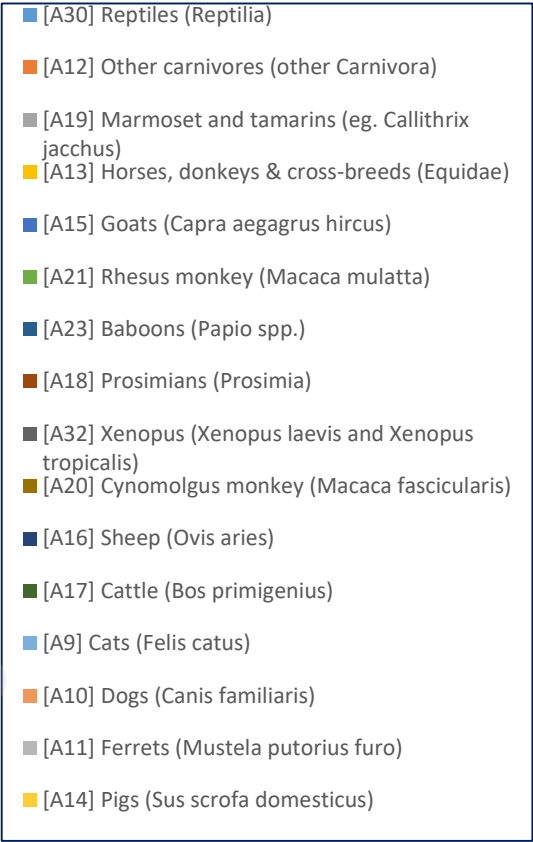 [A30] Reptiles (Reptilia)
[A12] Other carnivores (other Carnivora)
[A19] Marmoset and tamarins (eg. Callithrix
jacchus)
[A13] Horses, donkeys & cross-breeds (Equidae)
[A15] Goats (Capra aegagrus hircus)
[A21] Rhesus monkey (Macaca mulatta)
[A23] Baboons (Papio spp.)
[A18] Prosimians (Prosimia)
[A32] Xenopus (Xenopus laevis and Xenopus
tropicalis)
[A20] Cynomolgus monkey (Macaca fascicularis)
[A16] Sheep (Ovis aries)
[A17] Cattle (Bos primigenius)
[A9] Cats (Felis catus)
[A10] Dogs (Canis familiaris)
[A11] Ferrets (Mustela putorius furo)
[A14] Pigs (Sus scrofa domesticus)